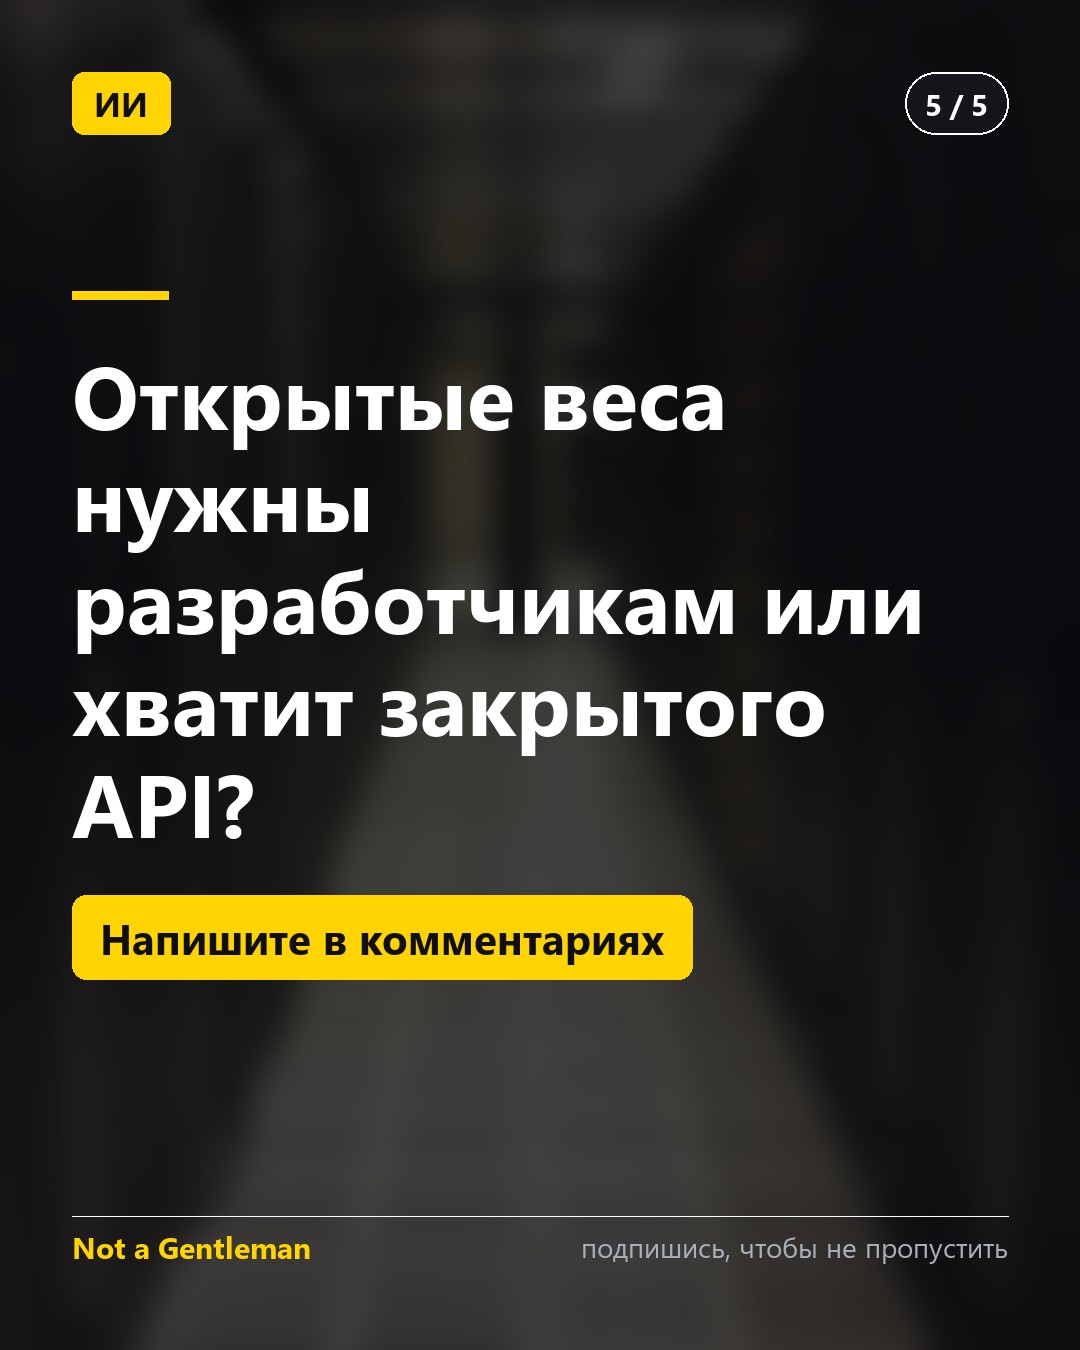 ИИ
5 / 5
Открытые веса
нужны
разработчикам или
хватит закрытого
API?
Напишите в комментариях
Not a Gentleman
подпишись, чтобы не пропустить